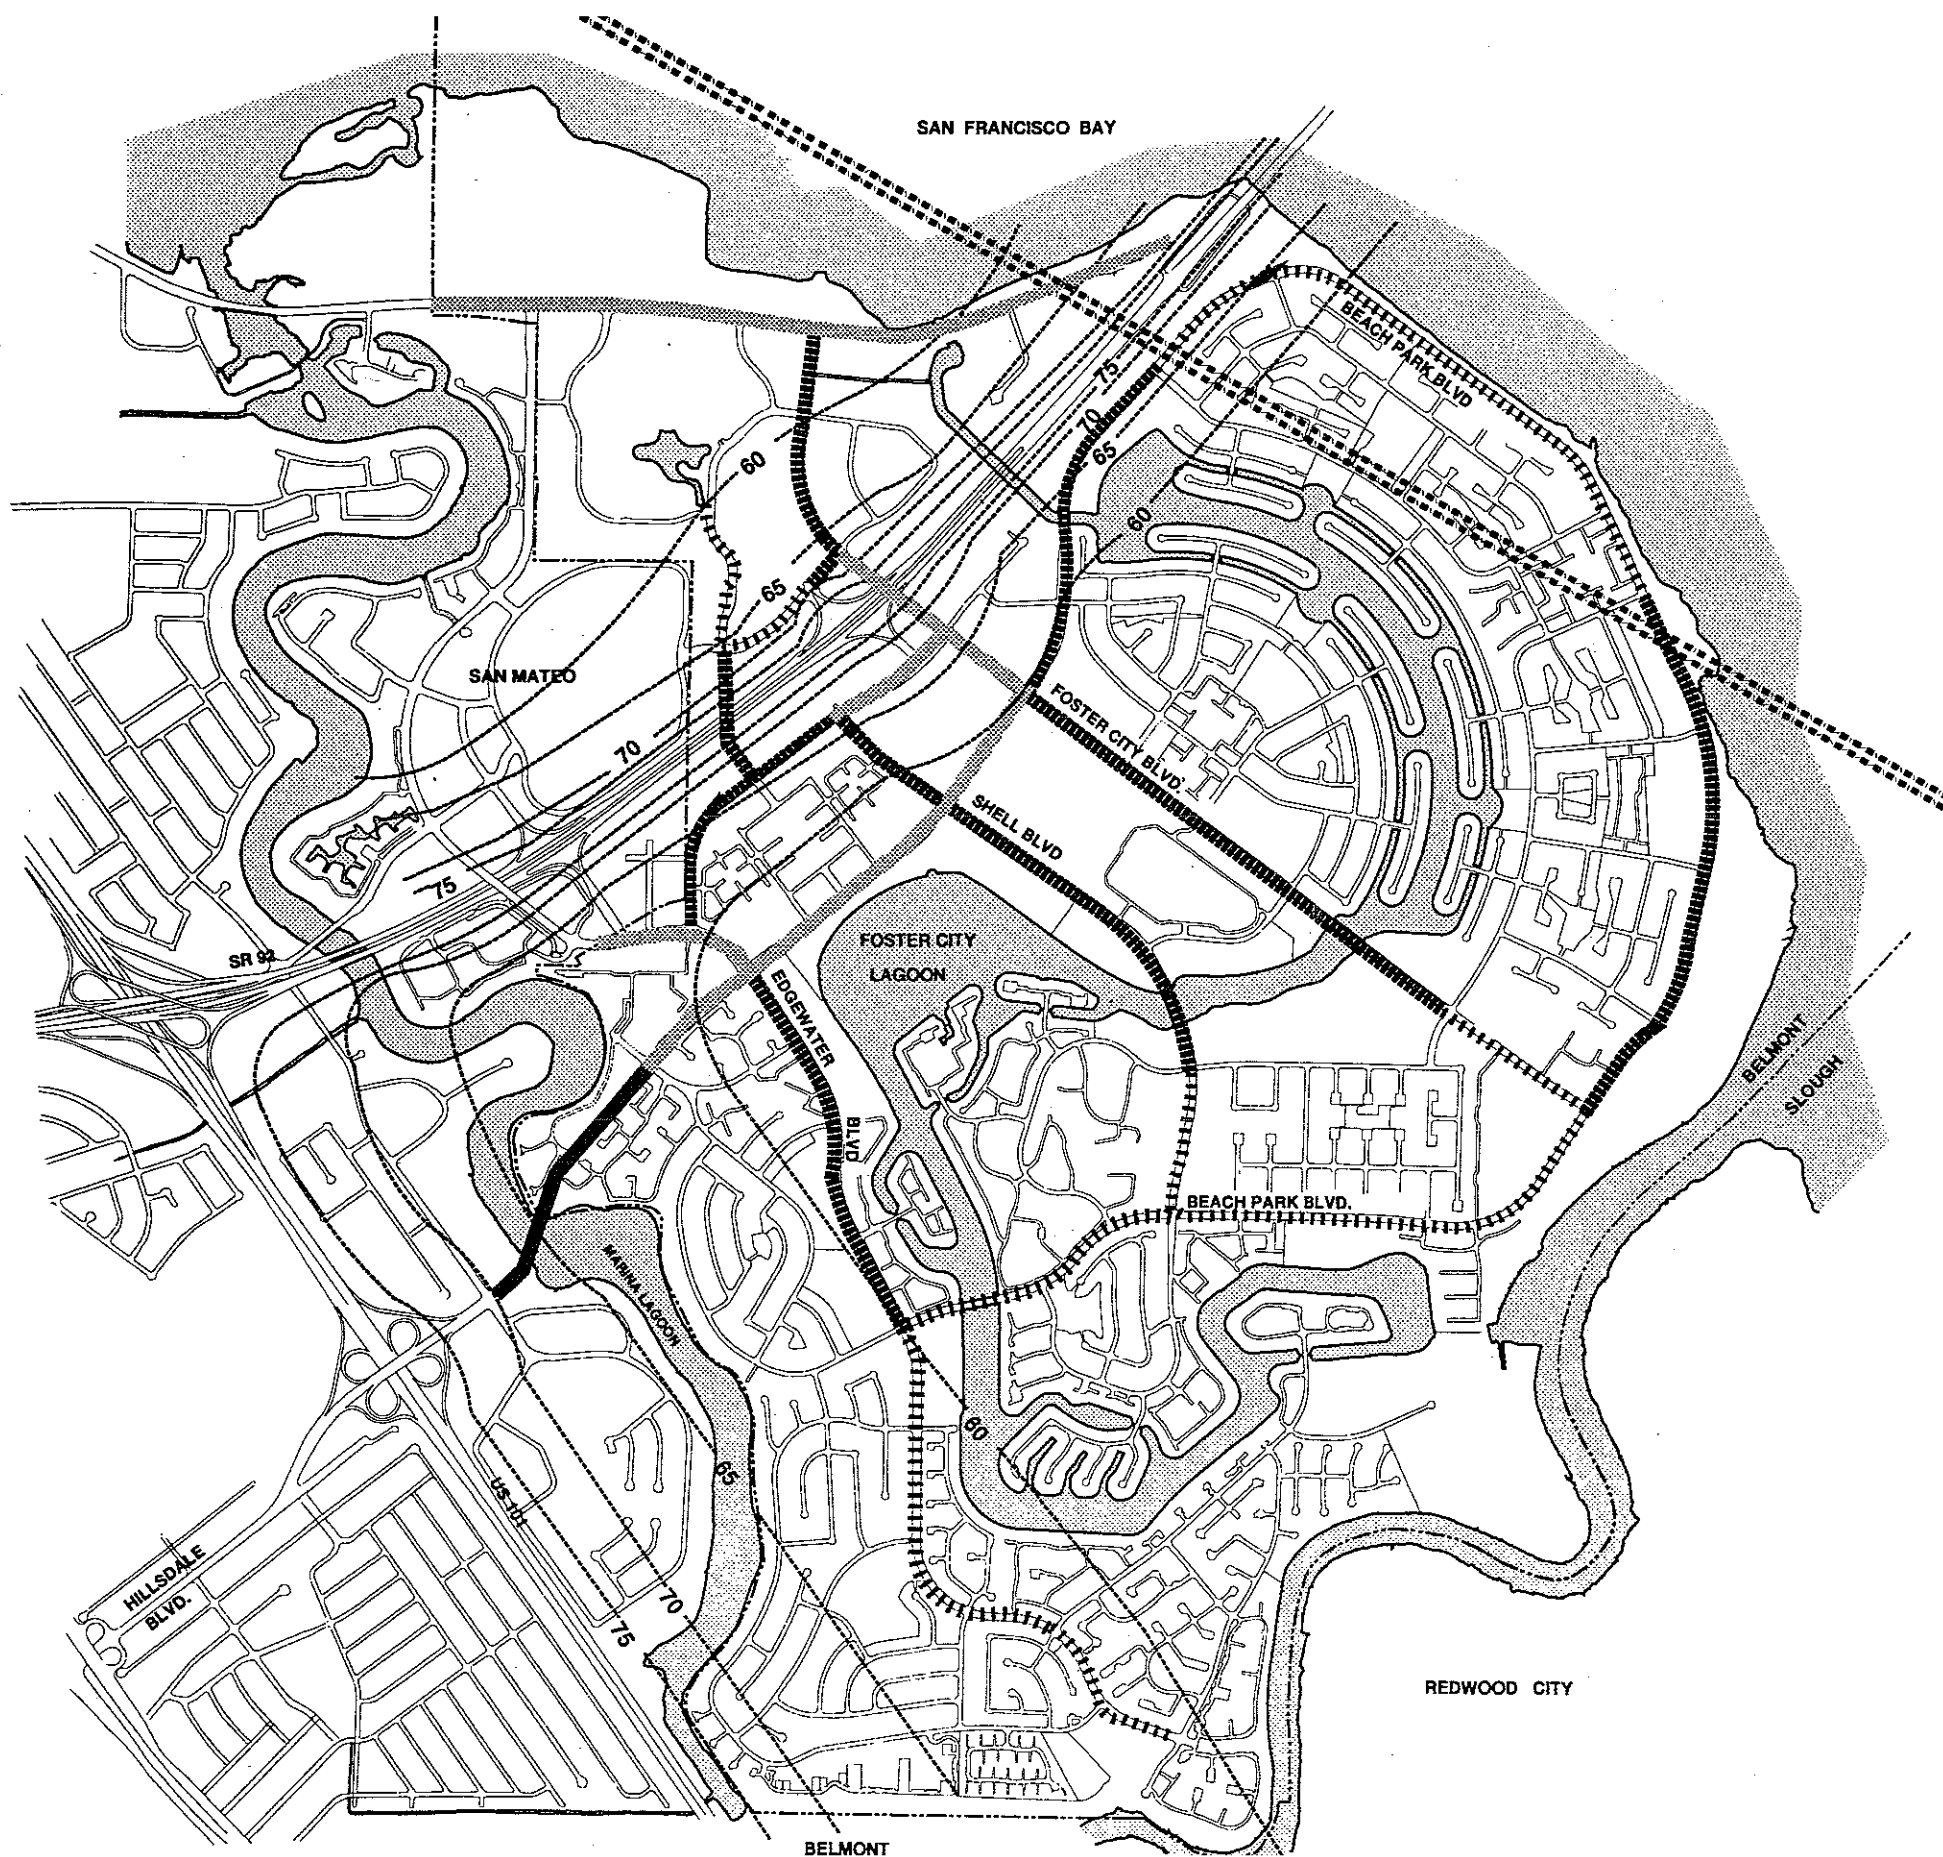 SAN FRANCISCO BAY
BEACH PARK BLVD
75
70
65
60
60
65
SAN MATEO
70
75
FOSTER CITY BLVD.
SHELL BLVD
SR 92
FOSTER CITY
LAGOON
EDGEWATER
BLVD
BELMONT
SLOUGH
BEACH PARK BLVD.
MARINA LAGOON
60
65
US 101
70
75
HILLSDALE
BLVD.
REDWOOD CITY
BELMONT